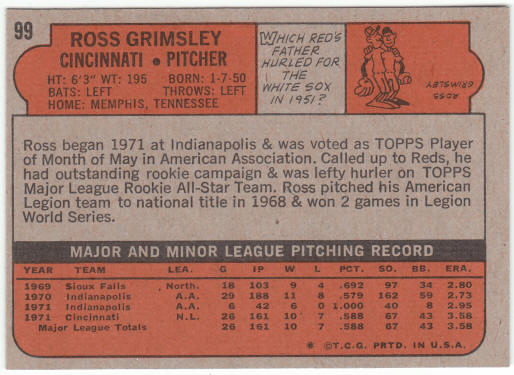 99
ROSS GRIMSLEY
CINCINNATI • PITCHER
HT: 6'3" WT: 195 BORN: 1-7-50
BATS: LEFT THROWS: LEFT
HOME: MEMPHIS, TENNESSEE
WHICH RED'S
FATHER
HURLED FOR
THE
WHITE SOX
IN 1951?
ROSS
GRIMSLEY
Ross began 1971 at Indianapolis & was voted as TOPPS Player
of Month of May in American Association. Called up to Reds, he
had outstanding rookie campaign & was lefty hurler on TOPPS
Major League Rookie All-Star Team. Ross pitched his American
Legion team to national title in 1968 & won 2 games in Legion
World Series.
MAJOR AND MINOR LEAGUE PITCHING RECORD
YEAR TEAM LEA. G IP W L PCT. SO. BB. ERA.
1969 Sioux Falls North. 18 103 9 4 .692 97 34 2.80
1970 Indianapolis A.A. 29 188 11 8 .579 162 59 2.73
1971 Indianapolis A.A. 6 42 6 0 1.000 40 8 2.95
1971 Cincinnati N.L. 26 161 10 7 .588 67 43 3.58
Major League Totals 26 161 10 7 .588 67 43 3.58
* ©T.C.G. PRTD. IN U.S.A.